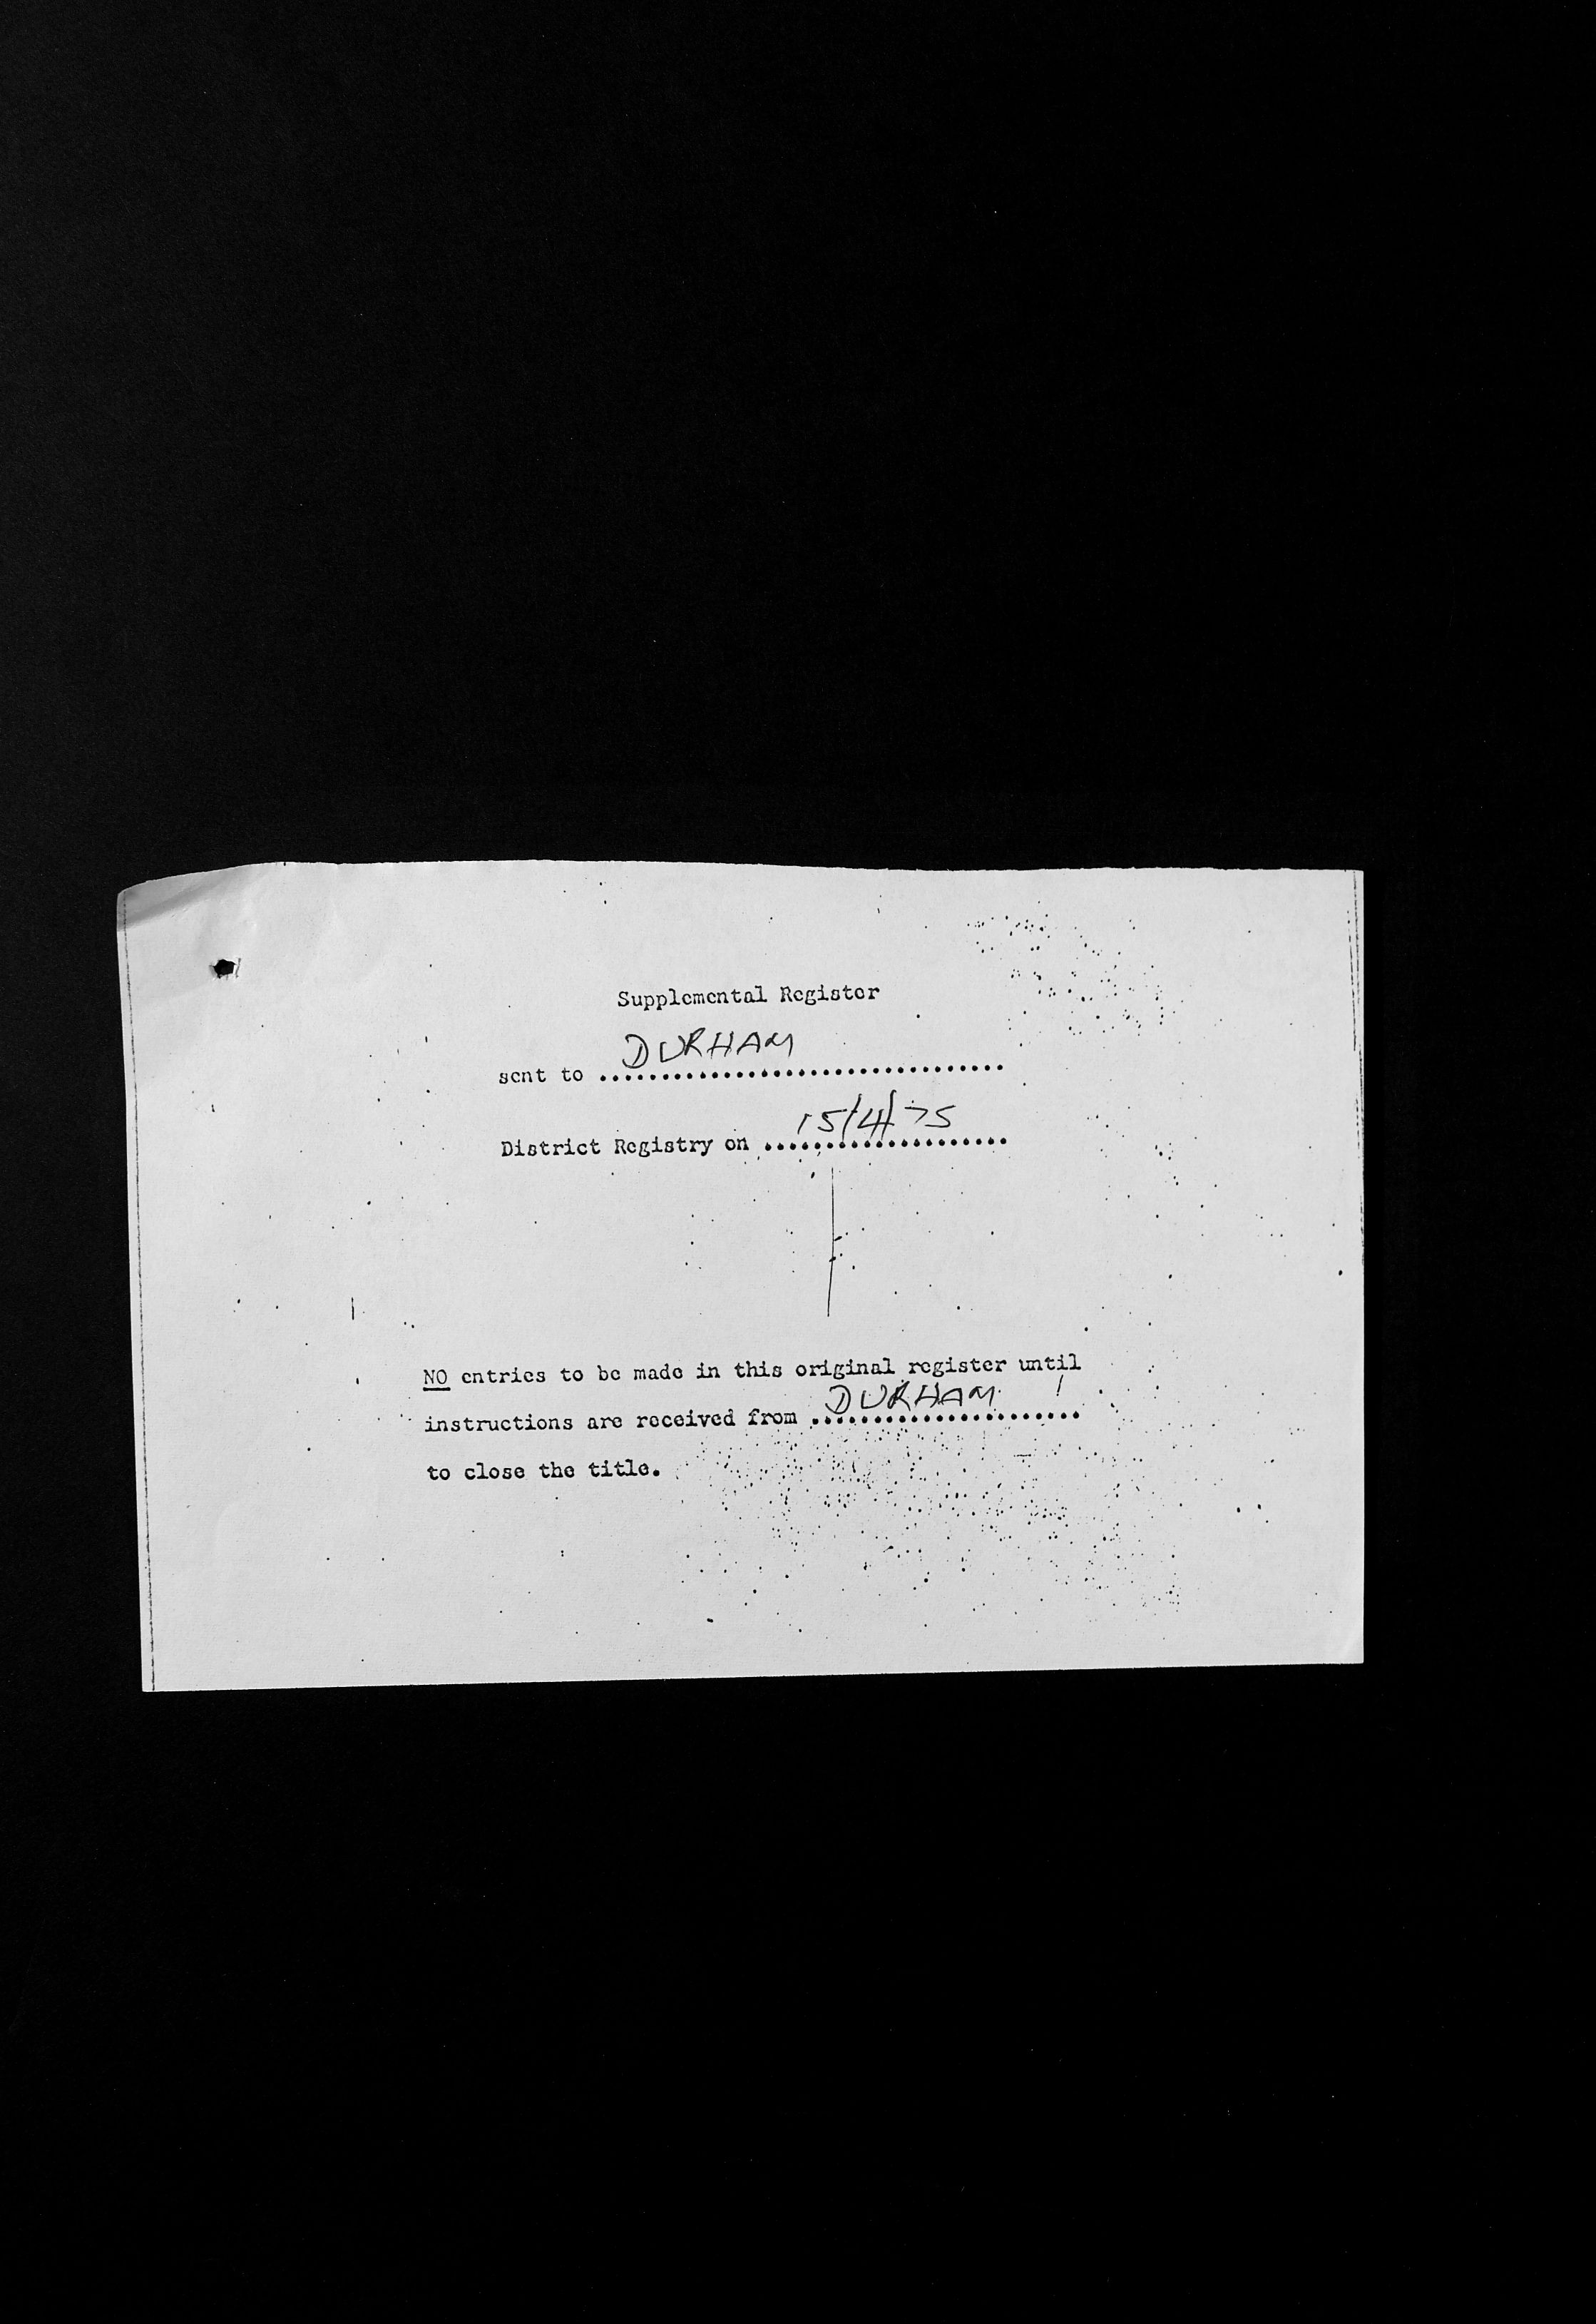 Supplemental Register
sent to DURHAM
District Registry on 15/4/75
NO entries to be made in this original register until
instructions are received from DURHAM
to close the title.